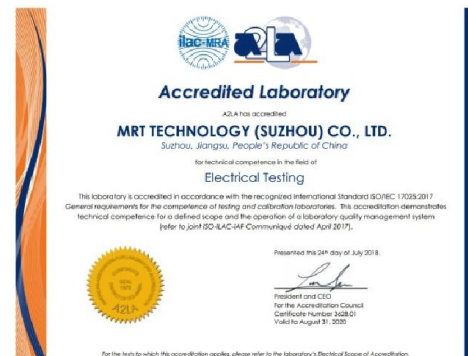 ilac-MRA
A2LA
Accredited Laboratory
A2LA has accredited
MRT TECHNOLOGY (SUZHOU) CO., LTD.
Suzhou, Jiangsu, People's Republic of China
for technical competence in the field of
Electrical Testing
This laboratory is accredited in accordance with the recognized International Standard ISO/IEC 17025:2017
General requirements for the competence of testing and calibration laboratories. This accreditation demonstrates
technical competence for a defined scope and the operation of a laboratory quality management system
(refer to joint ISO-ILAC-IAF Communiqué dated April 2017).
Presented this 24th day of July 2018.
President and CEO
For the Accreditation Council
Certificate Number 3628.01
Valid to August 31, 2020
CORPORATE
SEAL
1978
A2LA
For the tests to which this accreditation applies, please refer to the laboratory's Electrical Scope of Accreditation.